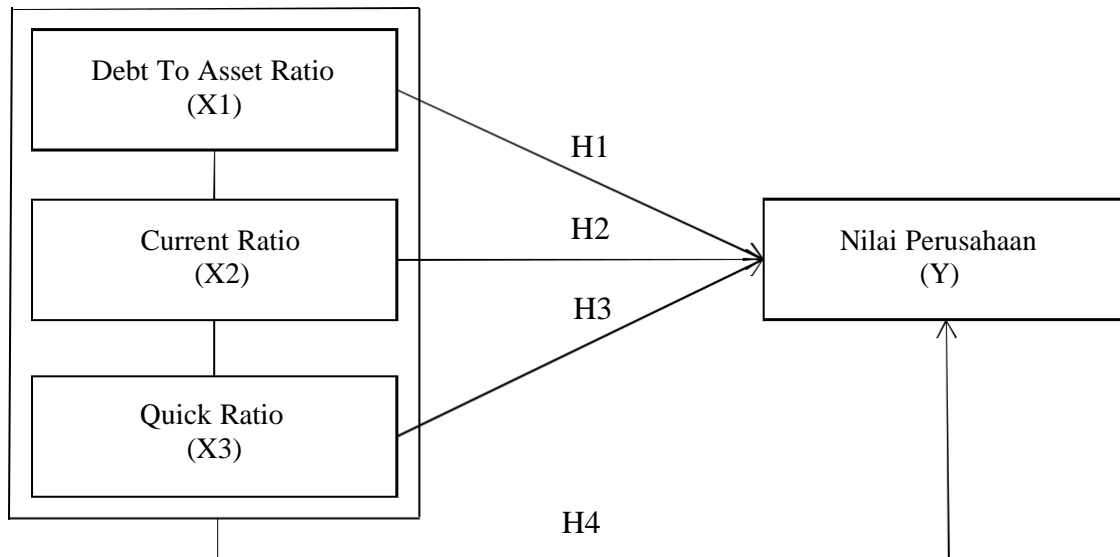 Debt To Asset Ratio
(X1)
H1
Current Ratio
(X2)
H2
Nilai Perusahaan
(Y)
H3
Quick Ratio
(X3)
H4